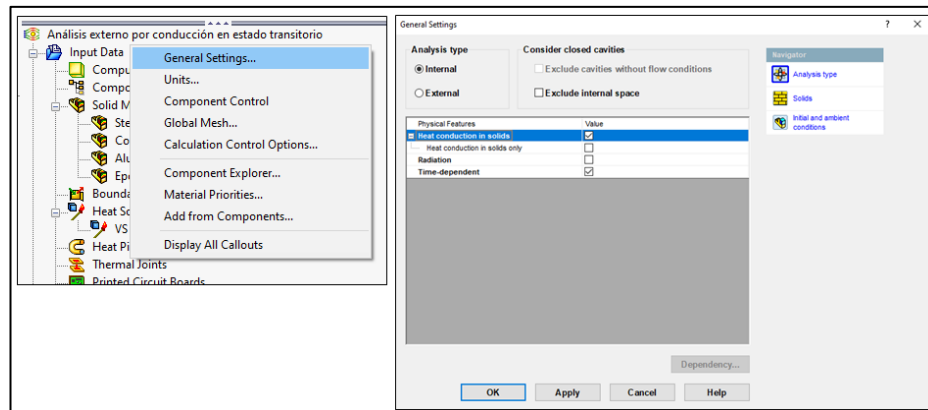 Análisis externo por conducción en estado transitorio
Input Data
General Settings...
Compu
Units...
Compo
Component Control
Solid M
Global Mesh...
Ste
Co
Calculation Control Options...
Alu
Component Explorer...
Ep
Material Priorities...
Bounda
Add from Components...
Heat So
VS
Display All Callouts
Heat Pi
Thermal Joints
Printed Circuit Boards
General Settings
? X
Analysis type
Consider closed cavities
Internal
Exclude cavities without flow conditions
External
Exclude internal space
Physical Features Value
Heat conduction in solids
Heat conduction in solids only
Radiation
Time-dependent
Navigator
Analysis type
Solids
Initial and ambient
conditions
Dependency...
OK Apply Cancel Help